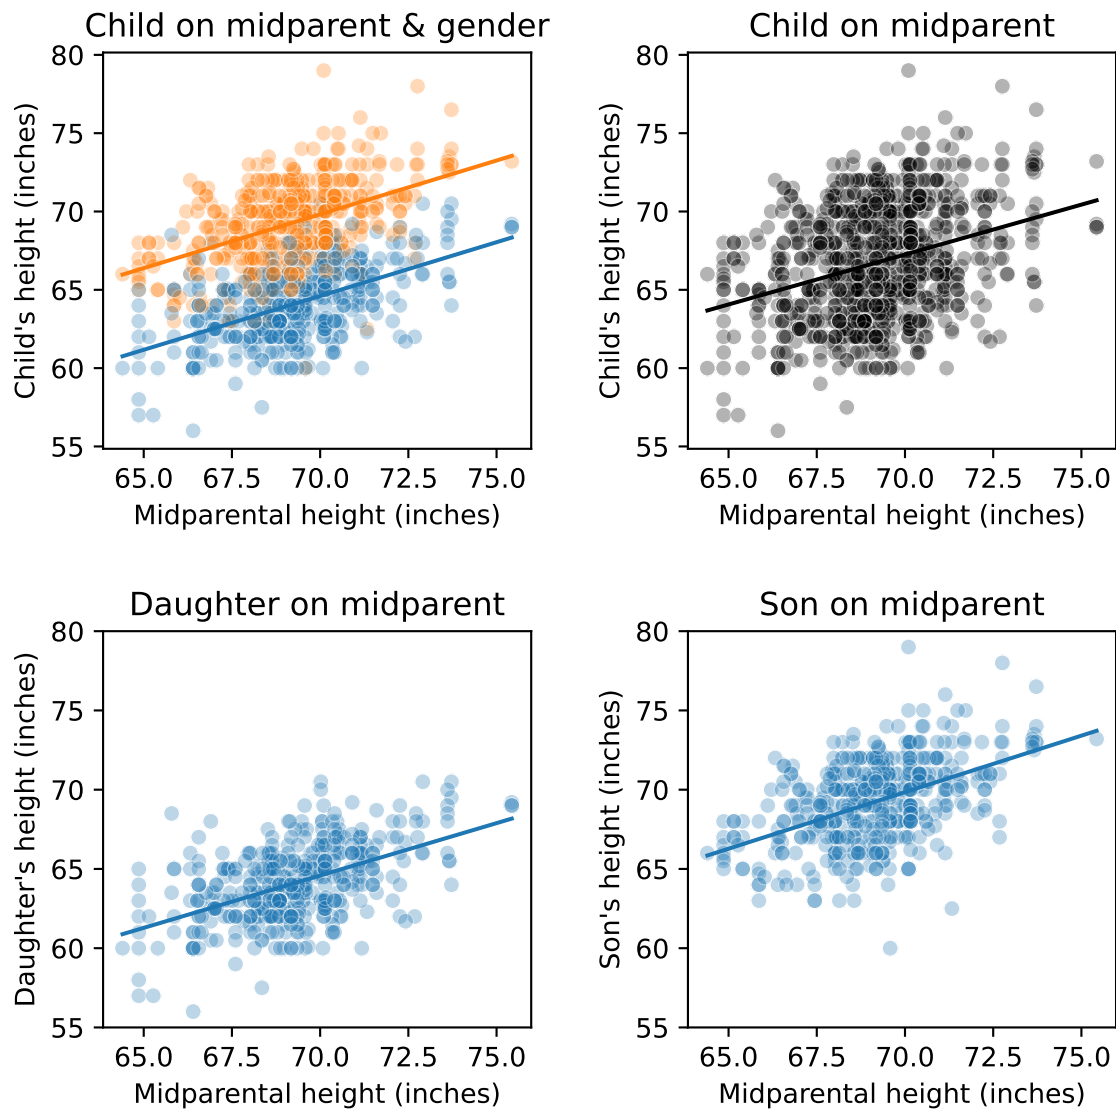 Child on midparent & gender
80
75
70
65
60
55
Child's height (inches)
65.0 67.5 70.0 72.5 75.0
Midparental height (inches)
Child on midparent
80
75
70
65
60
55
Child's height (inches)
65.0 67.5 70.0 72.5 75.0
Midparental height (inches)
Daughter on midparent
80
75
70
65
60
55
Daughter's height (inches)
65.0 67.5 70.0 72.5 75.0
Midparental height (inches)
Son on midparent
80
75
70
65
60
55
Son's height (inches)
65.0 67.5 70.0 72.5 75.0
Midparental height (inches)